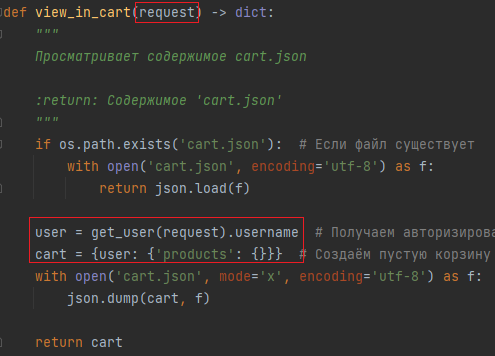 def view_in_cart(request) -> dict:
"""
Просматривает содержимое cart.json
:return: Содержимое 'cart.json'
"""
if os.path.exists('cart.json'):  # Если файл существует
with open('cart.json', encoding='utf-8') as f:
return json.load(f)
user = get_user(request).username  # Получаем авторизирова
cart = {user: {'products': {}}}  # Создаём пустую корзину
with open('cart.json', mode='x', encoding='utf-8') as f:
json.dump(cart, f)
return cart